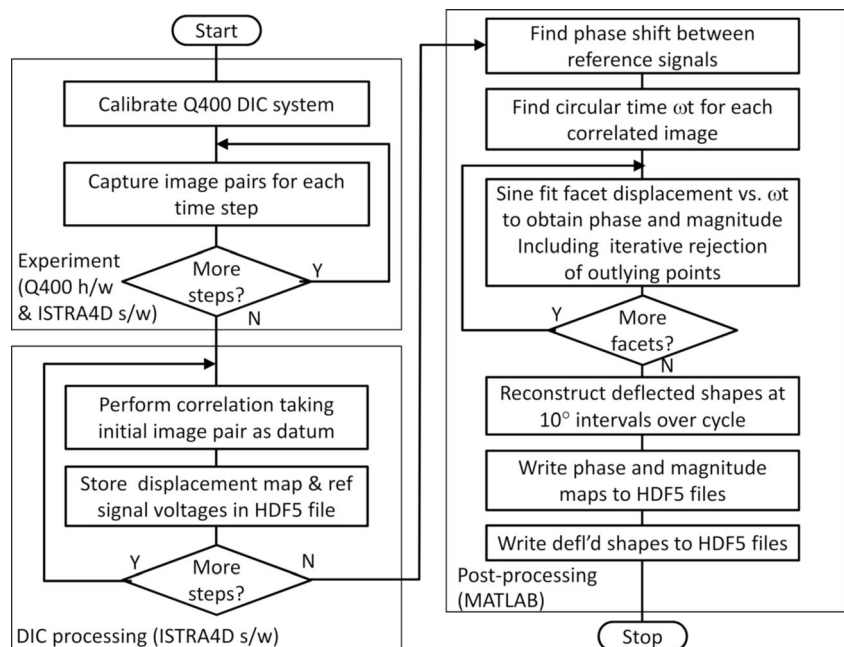 Start
Calibrate Q400 DIC system
Capture image pairs for each
time step
More
steps?
Y
N
Experiment
(Q400 h/w
& ISTRA4D s/w)
Perform correlation taking
initial image pair as datum
Store displacement map & ref
signal voltages in HDF5 file
More
steps?
Y
N
DIC processing (ISTRA4D s/w)
Find phase shift between
reference signals
Find circular time ωt for each
correlated image
Sine fit facet displacement vs. ωt
to obtain phase and magnitude
Including iterative rejection
of outlying points
More
facets?
Y
N
Reconstruct deflected shapes at
10° intervals over cycle
Write phase and magnitude
maps to HDF5 files
Write defl'd shapes to HDF5 files
Post-processing
(MATLAB)
Stop